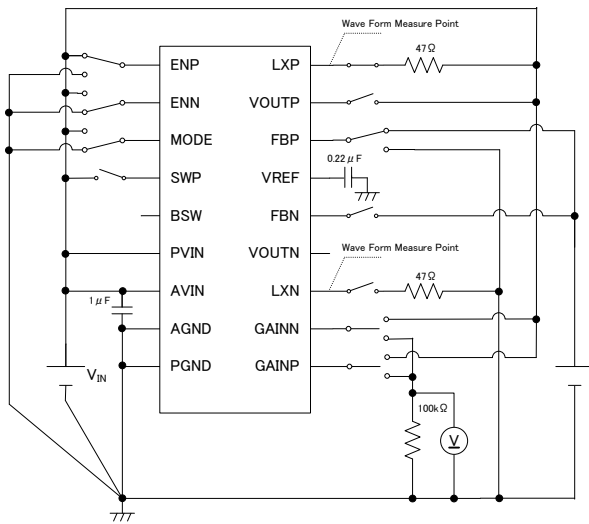 Wave Form Measure Point
47Ω
ENP
LXP
ENN
VOUTP
MODE
FBP
0.22μF
SWP
VREF
BSW
FBN
PVIN
VOUTN
Wave Form Measure Point
47Ω
AVIN
LXN
1μF
AGND
GAINN
PGND
GAINP
VIN
100kΩ
V